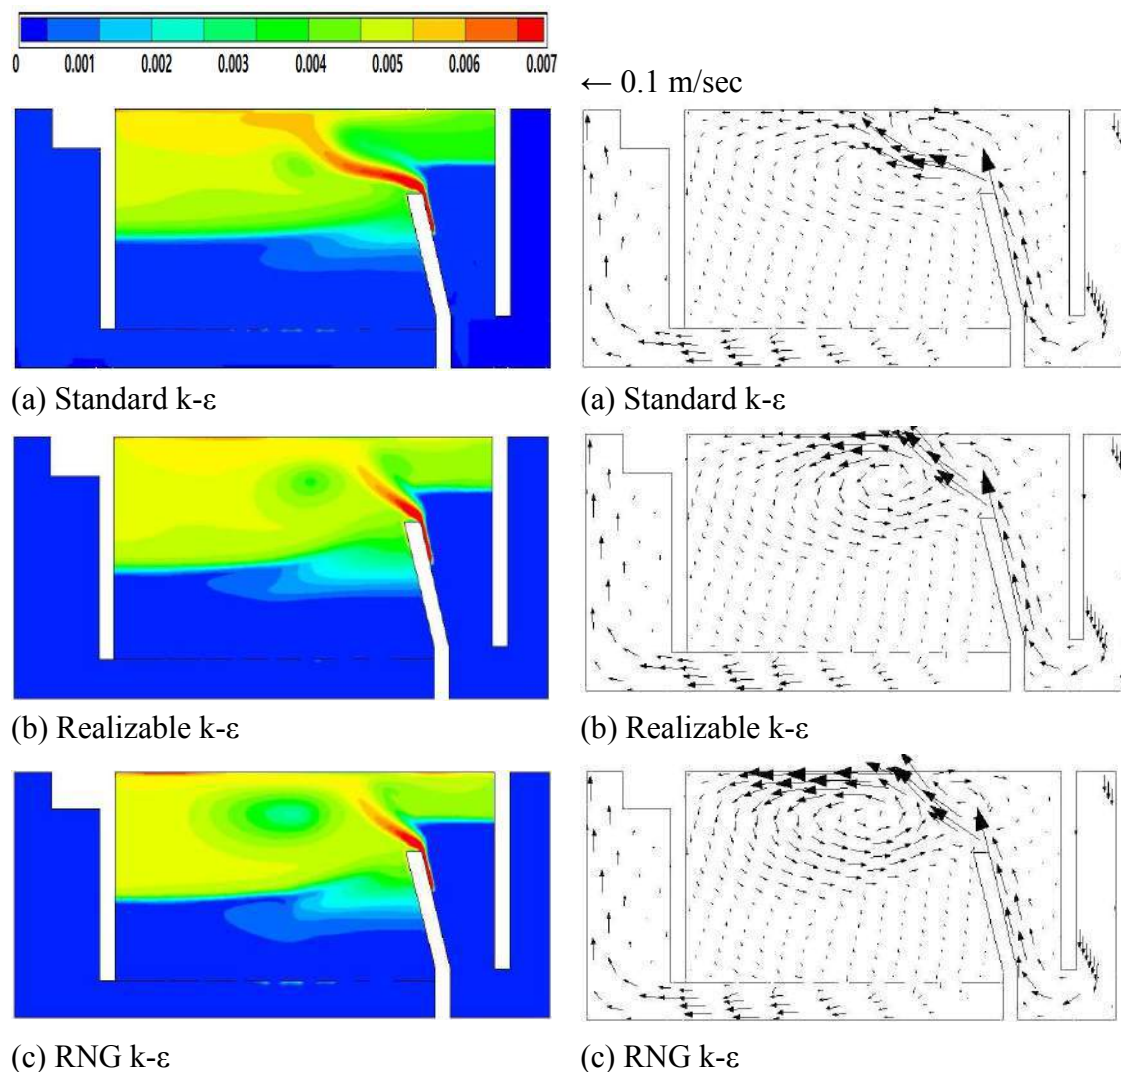 0 0.001 0.002 0.003 0.004 0.005 0.006 0.007
← 0.1 m/sec
(a) Standard k-ε
(a) Standard k-ε
(b) Realizable k-ε
(b) Realizable k-ε
(c) RNG k-ε
(c) RNG k-ε